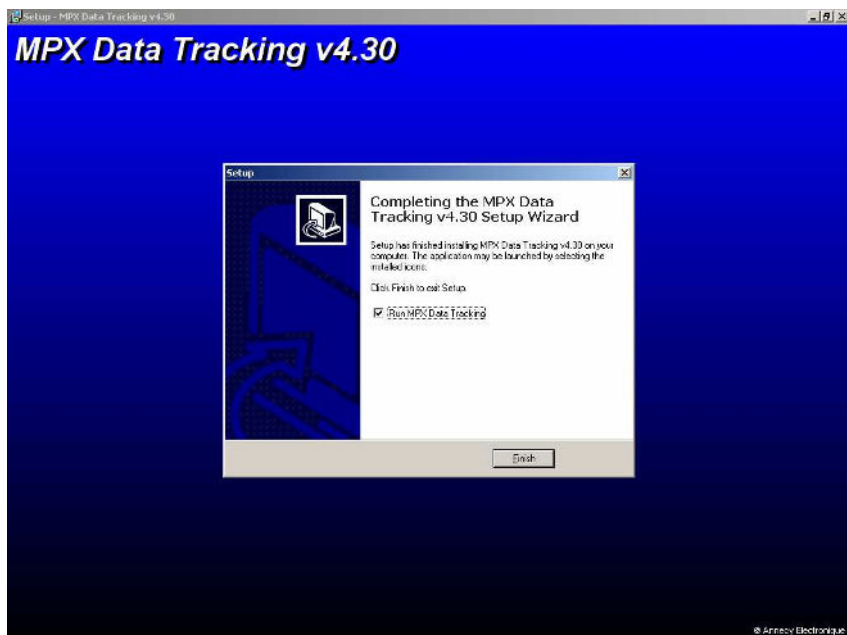 Setup - MPX Data Tracking v4.30
MPX Data Tracking v4.30
Setup
Completing the MPX Data
Tracking v4.30 Setup Wizard
Setup has finished installing MPX Data Tracking v4.30 on your
computer. The application may be launched by selecting the
installed icons.
Click Finish to exit Setup.
Run MPX Data Tracking
Finish
© Annecy Electronique